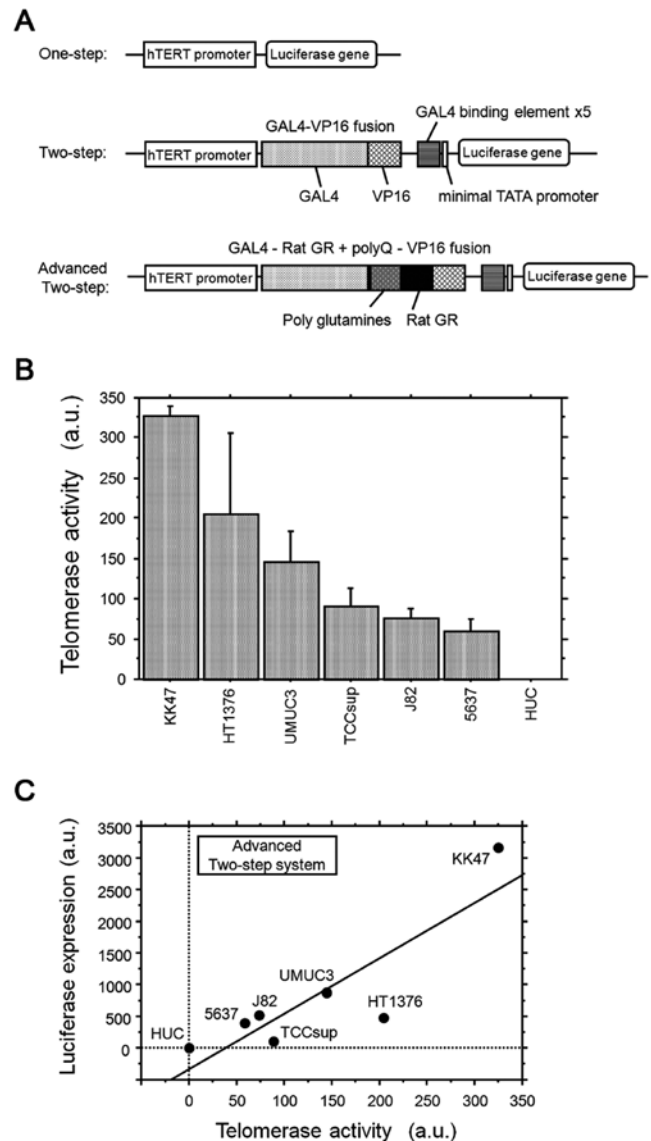 A
One-step:
hTERT promoter
Luciferase gene
GAL4 binding element x5
GAL4-VP16 fusion
Two-step:
hTERT promoter
Luciferase gene
GAL4
VP16
minimal TATA promoter
GAL4 - Rat GR + polyQ - VP16 fusion
Advanced
Two-step:
hTERT promoter
Luciferase gene
Poly glutamines
Rat GR
B
Telomerase activity (a.u.)
350
300
250
200
150
100
50
0
KK47
HT1376
UMUC3
TCCsup
J82
5637
HUC
C
Luciferase expression (a.u.)
3500
3000
2500
2000
1500
1000
500
0
Advanced
Two-step system
KK47
UMUC3
HT1376
J82
5637
TCCsup
HUC
0 50 100 150 200 250 300 350
Telomerase activity (a.u.)